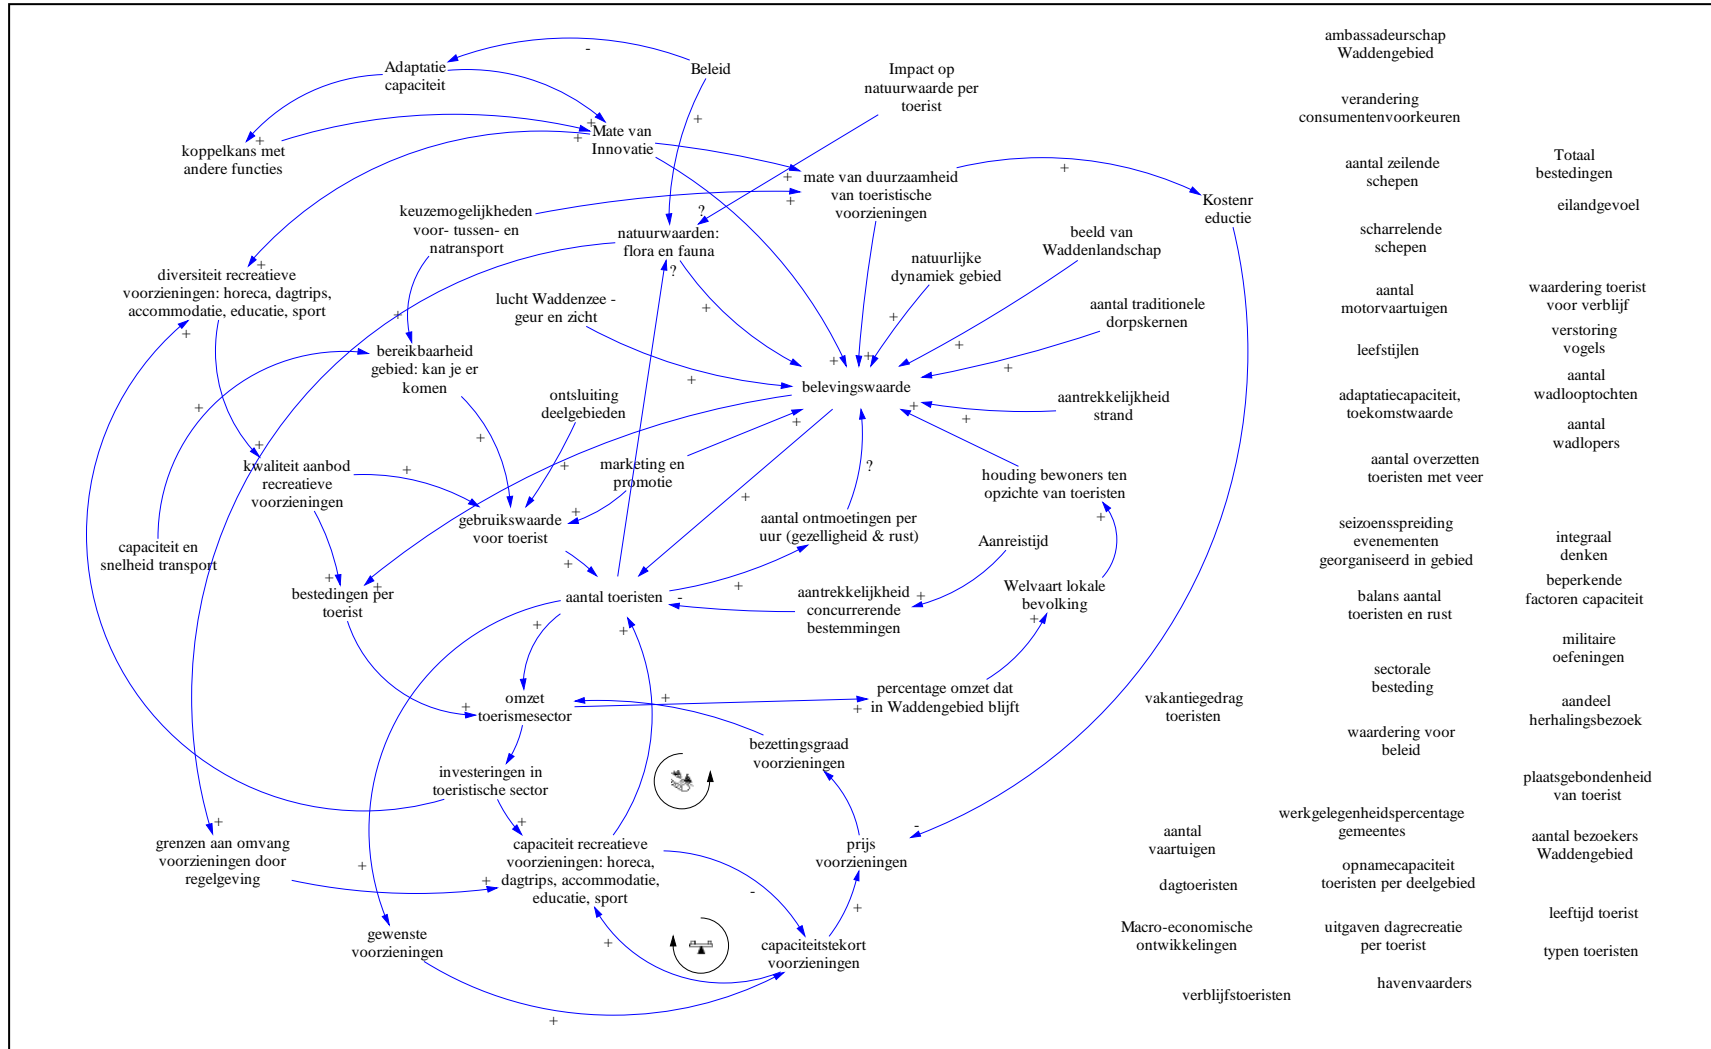 Adaptatie
capaciteit
Beleid
Impact op
natuurwaarde per
toerist
koppelkans met
andere functies
Mate van
Innovatie
mate van duurzaamheid
van toeristische
voorzieningen
Kostenr
eductie
keuzemogelijkheden
voor- tussen- en
natransport
natuurwaarden:
flora en fauna
beeld van
Waddenlandschap
natuurlijke
dynamiek gebied
diversiteit recreatieve
voorzieningen: horeca, dagtrips,
accommodatie, educatie, sport
lucht Waddenzee -
geur en zicht
aantal traditionele
dorpskernen
bereikbaarheid
gebied: kan je er
komen
belevingswaarde
ontsluiting
deelgebieden
aantrekkelijkheid
strand
kwaliteit aanbod
recreatieve
voorzieningen
marketing en
promotie
houding bewoners ten
opzichte van toeristen
gebruikswaarde
voor toerist
aantal ontmoetingen per
uur (gezelligheid & rust)
capaciteit en
snelheid transport
Aanreistijd
bestedingen per
toerist
aantal toeristen
aantrekkelijkheid
concurrerende
bestemmingen
Welvaart lokale
bevolking
omzet
toerismesector
percentage omzet dat
in Waddengebied blijft
bezettingsgraad
voorzieningen
investeringen in
toeristische sector
grenzen aan omvang
voorzieningen door
regelgeving
capaciteit recreatieve
voorzieningen: horeca,
dagtrips, accommodatie,
educatie, sport
prijs
voorzieningen
gewenste
voorzieningen
capaciteitstekort
voorzieningen
ambassadeurschap
Waddengebied
verandering
consumentenvoorkeuren
aantal zeilende
schepen
Totaal
bestedingen
eilandgevoel
scharrelende
schepen
aantal
motorvaartuigen
waardering toerist
voor verblijf
leefstijlen
verstoring
vogels
adaptatiecapaciteit,
toekomstwaarde
aantal
wadlooptochten
aantal
wadlopers
aantal overzetten
toeristen met veer
seizoensspreiding
evenementen
georganiseerd in gebied
integraal
denken
balans aantal
toeristen en rust
beperkende
factoren capaciteit
militaire
oefeningen
sectorale
besteding
vakantiegedrag
toeristen
aandeel
herhalingsbezoek
waardering voor
beleid
plaatsgebondenheid
van toerist
werkgelegenheidspercentage
gemeentes
aantal
vaartuigen
aantal bezoekers
Waddengebied
opnamecapaciteit
toeristen per deelgebied
dagtoeristen
leeftijd toerist
Macro-economische
ontwikkelingen
uitgaven dagrecreatie
per toerist
typen toeristen
havenvaarders
verblijfstoeristen